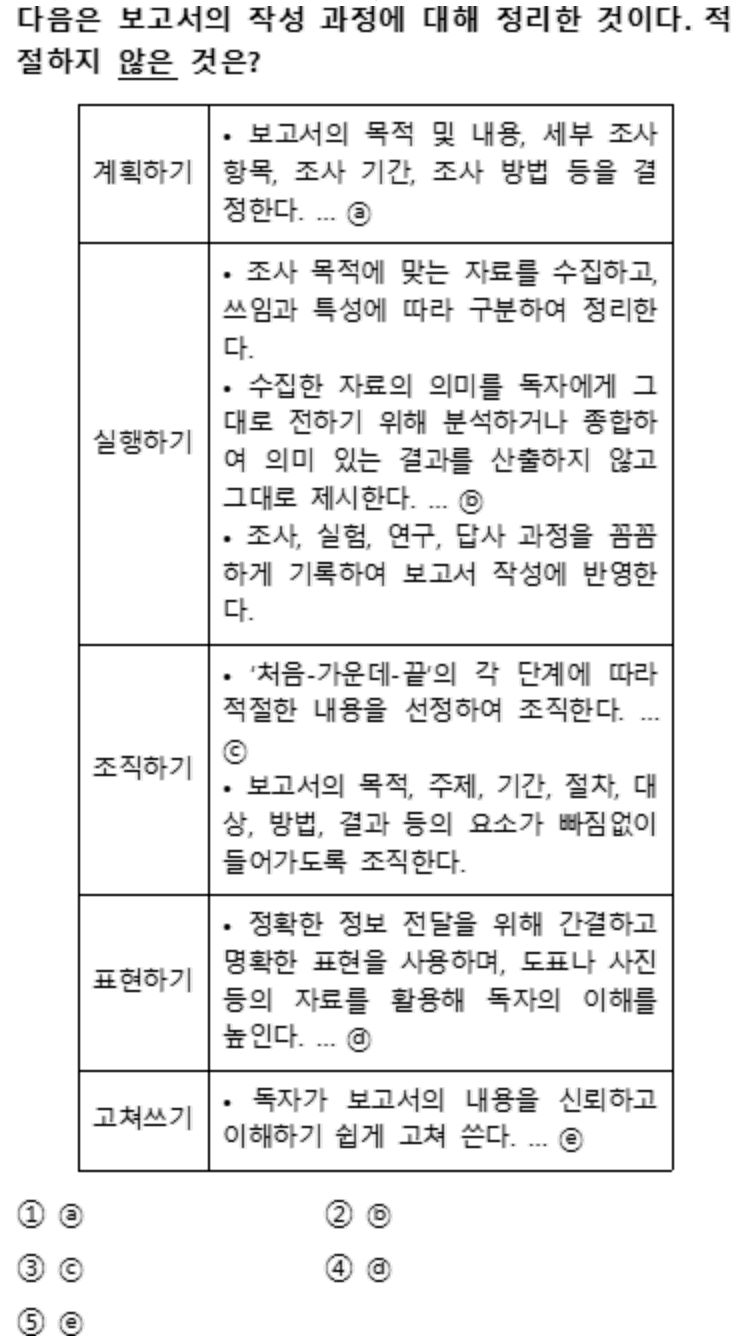 다음은 보고서의 작성 과정에 대해 정리한 것이다. 적
절하지 않은 것은?
계획하기
• 보고서의 목적 및 내용, 세부 조사
항목, 조사 기간, 조사 방법 등을 결
정한다. ... ⓐ
실행하기
• 조사 목적에 맞는 자료를 수집하고,
쓰임과 특성에 따라 구분하여 정리한
다.
• 수집한 자료의 의미를 독자에게 그
대로 전하기 위해 분석하거나 종합하
여 의미 있는 결과를 산출하지 않고
그대로 제시한다. ... ⓑ
• 조사, 실험, 연구, 답사 과정을 꼼꼼
하게 기록하여 보고서 작성에 반영한
다.
조직하기
• '처음-가운데-끝'의 각 단계에 따라
적절한 내용을 선정하여 조직한다. ...
ⓒ
• 보고서의 목적, 주제, 기간, 절차, 대
상, 방법, 결과 등의 요소가 빠짐없이
들어가도록 조직한다.
표현하기
• 정확한 정보 전달을 위해 간결하고
명확한 표현을 사용하며, 도표나 사진
등의 자료를 활용해 독자의 이해를
높인다. ... ⓓ
고쳐쓰기
• 독자가 보고서의 내용을 신뢰하고
이해하기 쉽게 고쳐 쓴다. ... ⓔ
① ⓐ ② ⓑ
③ ⓒ ④ ⓓ
⑤ ⓔ